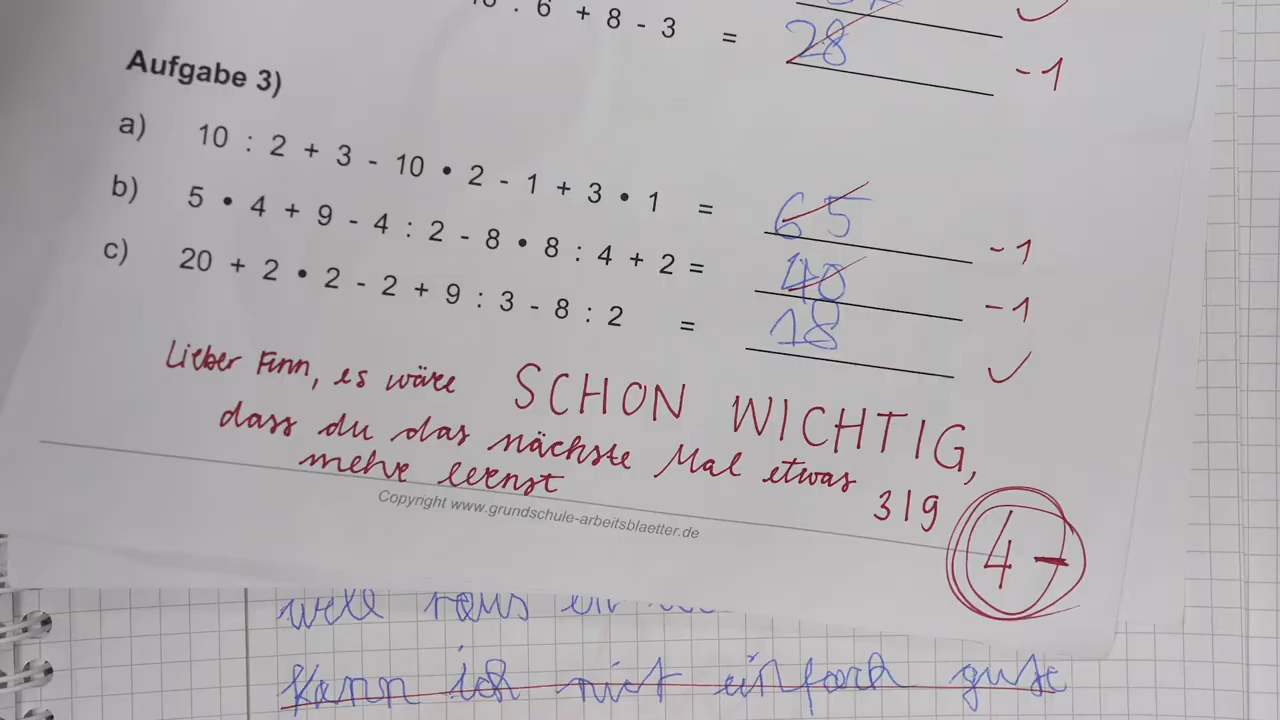 : 6 + 8 - 3 = 28 -1
Aufgabe 3)
a) 10 : 2 + 3 - 10 • 2 - 1 + 3 • 1 = 65 -1
b) 5 • 4 + 9 - 4 : 2 - 8 • 8 : 4 + 2 = 40 -1
c) 20 + 2 • 2 - 2 + 9 : 3 - 8 : 2 = 18 ✓
Lieber Finn, es wäre SCHON WICHTIG,
dass du das nächste Mal etwas
mehr lernst
3/9 4-
Copyright www.grundschule-arbeitsblaetter.de
raus
Kann ich nict einfach gute